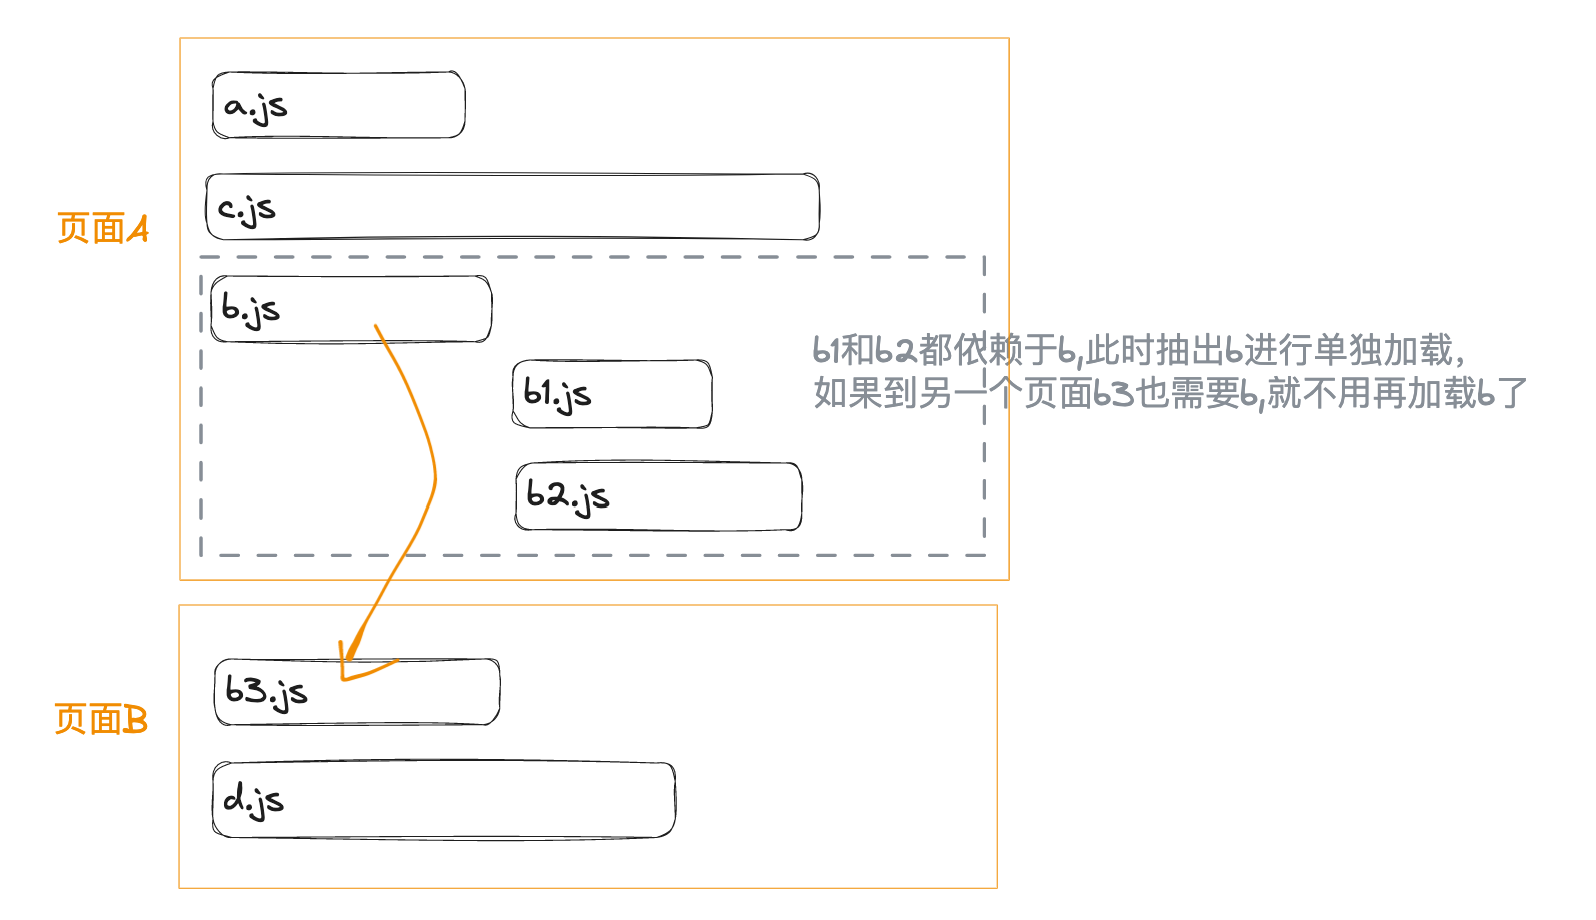 a.js
页面A
c.js
b.js
b1和b2都依赖于b,此时抽出b进行单独加载，
如果到另一个页面b3也需要b,就不用再加载b了
b1.js
b2.js
页面B
b3.js
d.js